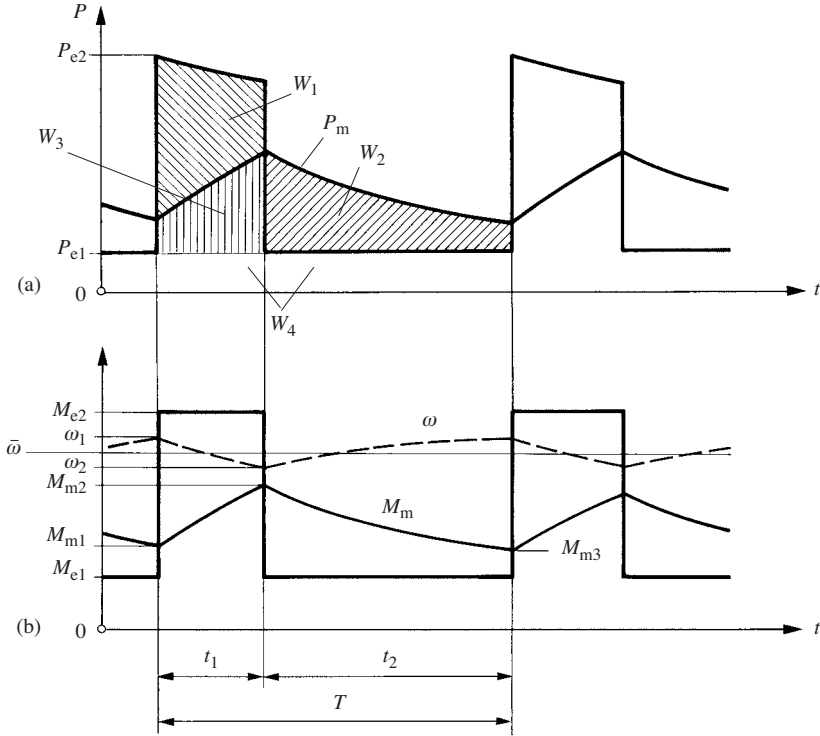 P
P_e2
W_1
W_3
P_m
W_2
P_e1
(a)
0
t
W_4
M_e2
ω_1
ω
ω̄
ω_2
M_m2
M_m
M_m1
M_m3
M_e1
(b)
0
t
t_1
t_2
T